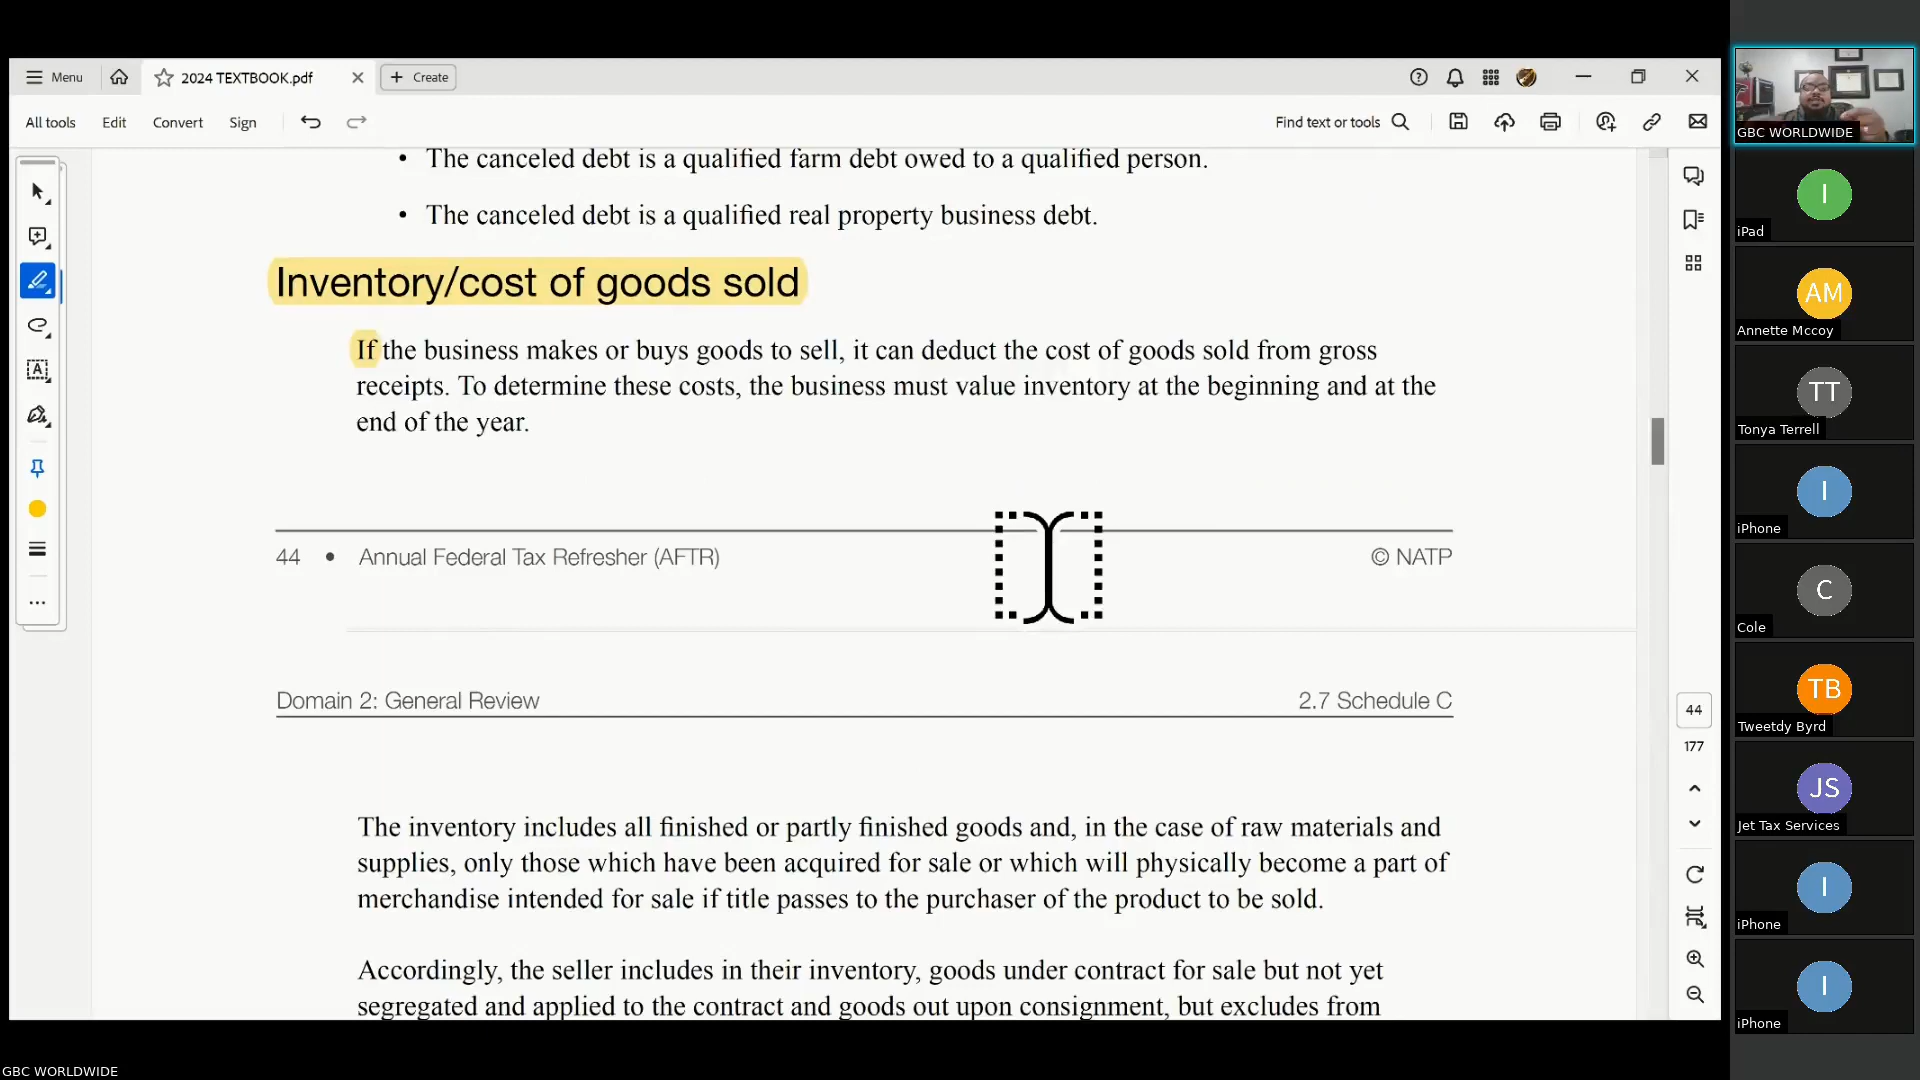 Menu
2024 TEXTBOOK.pdf
Create
All tools
Edit
Convert
Sign
Find text or tools
• The canceled debt is a qualified farm debt owed to a qualified person.
• The canceled debt is a qualified real property business debt.
Inventory/cost of goods sold
If the business makes or buys goods to sell, it can deduct the cost of goods sold from gross
receipts. To determine these costs, the business must value inventory at the beginning and at the
end of the year.
44 • Annual Federal Tax Refresher (AFTR) © NATP
Domain 2: General Review 2.7 Schedule C
The inventory includes all finished or partly finished goods and, in the case of raw materials and
supplies, only those which have been acquired for sale or which will physically become a part of
merchandise intended for sale if title passes to the purchaser of the product to be sold.
Accordingly, the seller includes in their inventory, goods under contract for sale but not yet
segregated and applied to the contract and goods out upon consignment, but excludes from
44
177
GBC WORLDWIDE
I
iPad
AM
Annette Mccoy
TT
Tonya Terrell
I
iPhone
C
Cole
TB
Tweetdy Byrd
JS
Jet Tax Services
I
iPhone
I
iPhone
GBC WORLDWIDE